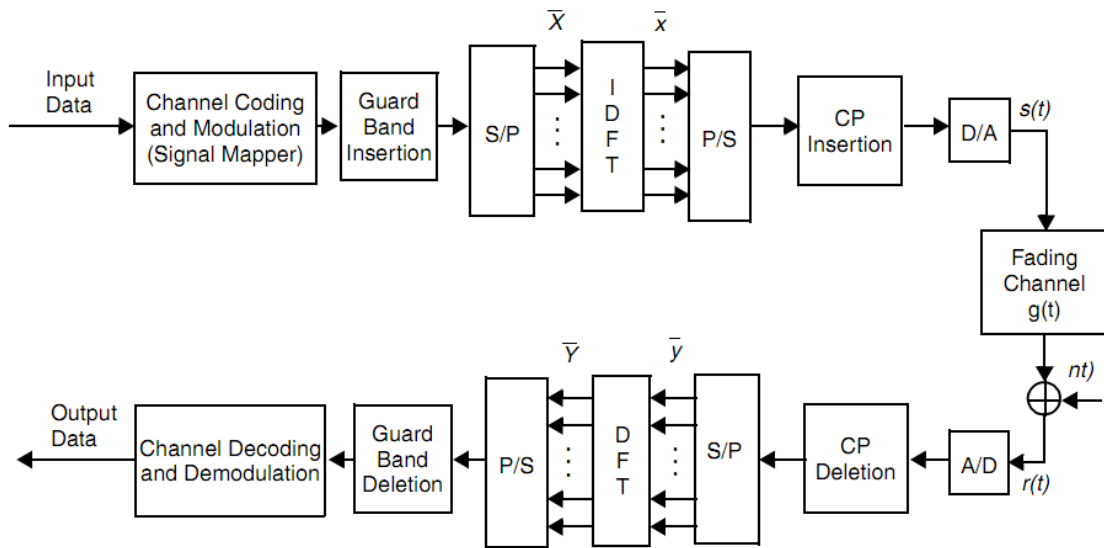 X̄
x̄
Input
Data
Channel Coding
and Modulation
(Signal Mapper)
Guard
Band
Insertion
S/P
I
D
F
T
P/S
CP
Insertion
D/A
s(t)
Fading
Channel
g(t)
nt)
r(t)
A/D
CP
Deletion
S/P
ȳ
D
F
T
Ȳ
P/S
Guard
Band
Deletion
Channel Decoding
and Demodulation
Output
Data